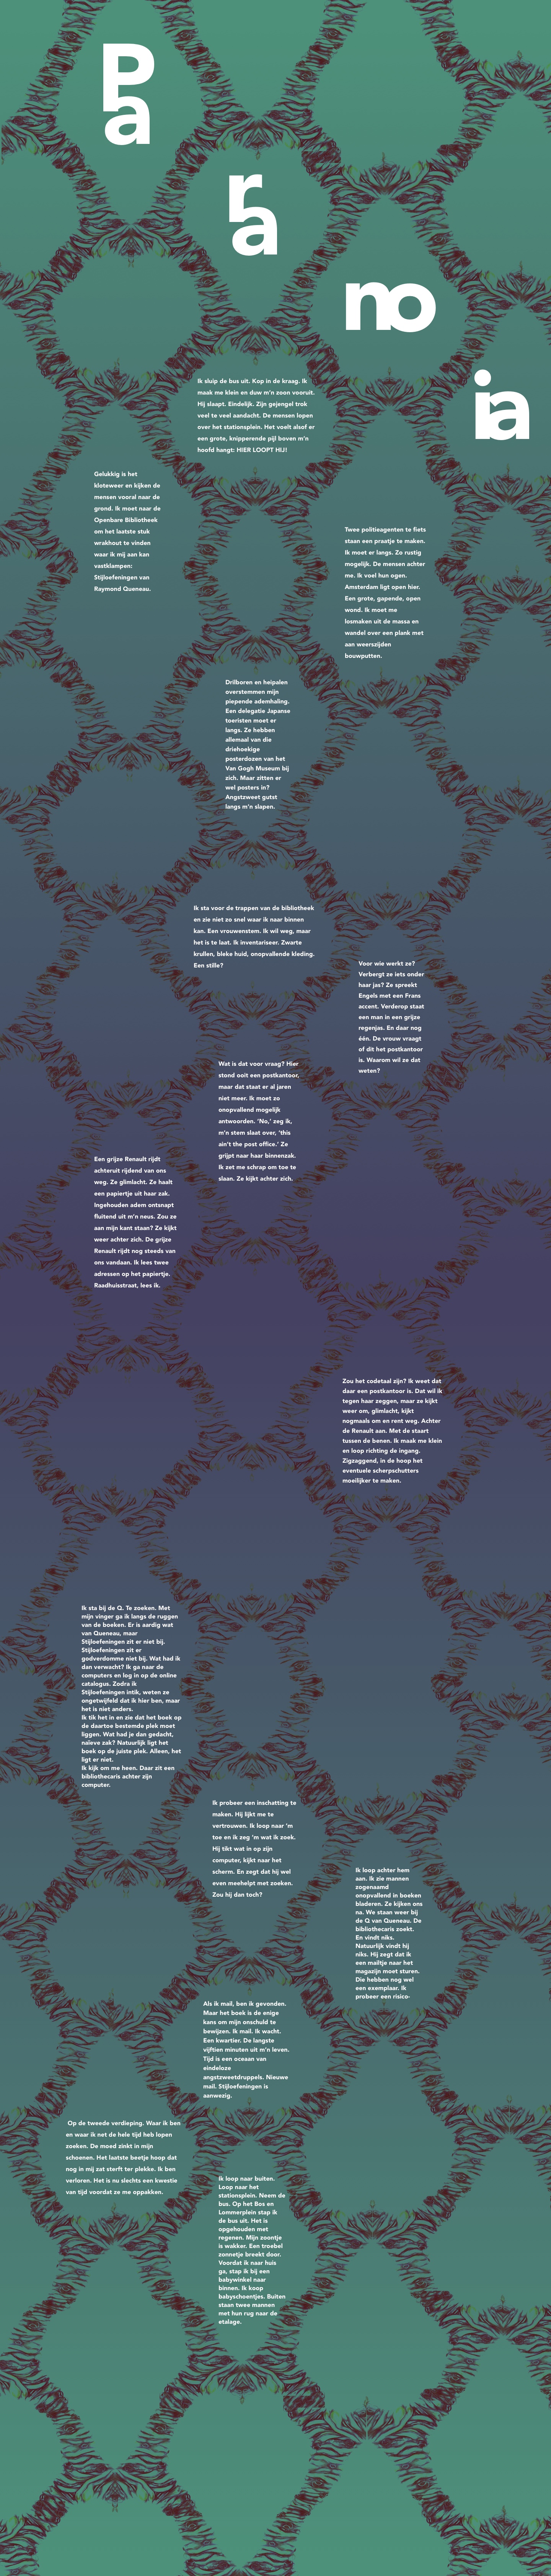 Pa
ra
no
ia
Ik sluip de bus uit. Kop in de kraag. Ik
maak me klein en duw m'n zoon vooruit.
Hij slaapt. Eindelijk. Zijn gejengel trok
veel te veel aandacht. De mensen lopen
over het stationsplein. Het voelt alsof er
een grote, knipperende pijl boven m'n
hoofd hangt: HIER LOOPT HIJ!
Gelukkig is het
kloteweer en kijken de
mensen vooral naar de
grond. Ik moet naar de
Openbare Bibliotheek
om het laatste stuk
wrakhout te vinden
waar ik mij aan kan
vastklampen:
Stijloefeningen van
Raymond Queneau.
Twee politieagenten te fiets
staan een praatje te maken.
Ik moet er langs. Zo rustig
mogelijk. De mensen achter
me. Ik voel hun ogen.
Amsterdam ligt open hier.
Een grote, gapende, open
wond. Ik moet me
losmaken uit de massa en
wandel over een plank met
aan weerszijden
bouwputten.
Drilboren en heipalen
overstemmen mijn
piepende ademhaling.
Een delegatie Japanse
toeristen moet er
langs. Ze hebben
allemaal van die
driehoekige
posterdozen van het
Van Gogh Museum bij
zich. Maar zitten er
wel posters in?
Angstzweet gutst
langs m'n slapen.
Ik sta voor de trappen van de bibliotheek
en zie niet zo snel waar ik naar binnen
kan. Een vrouwenstem. Ik wil weg, maar
het is te laat. Ik inventariseer. Zwarte
krullen, bleke huid, onopvallende kleding.
Een stille?
Voor wie werkt ze?
Verbergt ze iets onder
haar jas? Ze spreekt
Engels met een Frans
accent. Verderop staat
een man in een grijze
regenjas. En daar nog
één. De vrouw vraagt
of dit het postkantoor
is. Waarom wil ze dat
weten?
Wat is dat voor vraag? Hier
stond ooit een postkantoor,
maar dat staat er al jaren
niet meer. Ik moet zo
onopvallend mogelijk
antwoorden. 'No,' zeg ik,
m'n stem slaat over, 'this
ain't the post office.' Ze
grijpt naar haar binnenzak.
Ik zet me schrap om toe te
slaan. Ze kijkt achter zich.
Een grijze Renault rijdt
achteruit rijdend van ons
weg. Ze glimlacht. Ze haalt
een papiertje uit haar zak.
Ingehouden adem ontsnapt
fluitend uit m'n neus. Zou ze
aan mijn kant staan? Ze kijkt
weer achter zich. De grijze
Renault rijdt nog steeds van
ons vandaan. Ik lees twee
adressen op het papiertje.
Raadhuisstraat, lees ik.
Zou het codetaal zijn? Ik weet dat
daar een postkantoor is. Dat wil ik
tegen haar zeggen, maar ze kijkt
weer om, glimlacht, kijkt
nogmaals om en rent weg. Achter
de Renault aan. Met de staart
tussen de benen. Ik maak me klein
en loop richting de ingang.
Zigzaggend, in de hoop het
eventuele scherpschutters
moeilijker te maken.
Ik sta bij de Q. Te zoeken. Met
mijn vinger ga ik langs de ruggen
van de boeken. Er is aardig wat
van Queneau, maar
Stijloefeningen zit er niet bij.
Stijloefeningen zit er
godverdomme niet bij. Wat had ik
dan verwacht? Ik ga naar de
computers en log in op de online
catalogus. Zodra ik
Stijloefeningen intik, weten ze
ongetwijfeld dat ik hier ben, maar
het is niet anders.
Ik tik het in en zie dat het boek op
de daartoe bestemde plek moet
liggen. Wat had je dan gedacht,
naïeve zak? Natuurlijk ligt het
boek op de juiste plek. Alleen, het
ligt er niet.
Ik kijk om me heen. Daar zit een
bibliothecaris achter zijn
computer.
Ik probeer een inschatting te
maken. Hij lijkt me te
vertrouwen. Ik loop naar 'm
toe en ik zeg 'm wat ik zoek.
Hij tikt wat in op zijn
computer, kijkt naar het
scherm. En zegt dat hij wel
even meehelpt met zoeken.
Zou hij dan toch?
Ik loop achter hem
aan. Ik zie mannen
zogenaamd
onopvallend in boeken
bladeren. Ze kijken ons
na. We staan weer bij
de Q van Queneau. De
bibliothecaris zoekt.
En vindt niks.
Natuurlijk vindt hij
niks. Hij zegt dat ik
een mailtje naar het
magazijn moet sturen.
Die hebben nog wel
een exemplaar. Ik
probeer een risico-
Als ik mail, ben ik gevonden.
Maar het boek is de enige
kans om mijn onschuld te
bewijzen. Ik mail. Ik wacht.
Een kwartier. De langste
vijftien minuten uit m'n leven.
Tijd is een oceaan van
eindeloze
angstzweetdruppels. Nieuwe
mail. Stijloefeningen is
aanwezig.
Op de tweede verdieping. Waar ik ben
en waar ik net de hele tijd heb lopen
zoeken. De moed zinkt in mijn
schoenen. Het laatste beetje hoop dat
nog in mij zat sterft ter plekke. Ik ben
verloren. Het is nu slechts een kwestie
van tijd voordat ze me oppakken.
Ik loop naar buiten.
Loop naar het
stationsplein. Neem de
bus. Op het Bos en
Lommerplein stap ik
de bus uit. Het is
opgehouden met
regenen. Mijn zoontje
is wakker. Een troebel
zonnetje breekt door.
Voordat ik naar huis
ga, stap ik bij een
babywinkel naar
binnen. Ik koop
babyschoentjes. Buiten
staan twee mannen
met hun rug naar de
etalage.